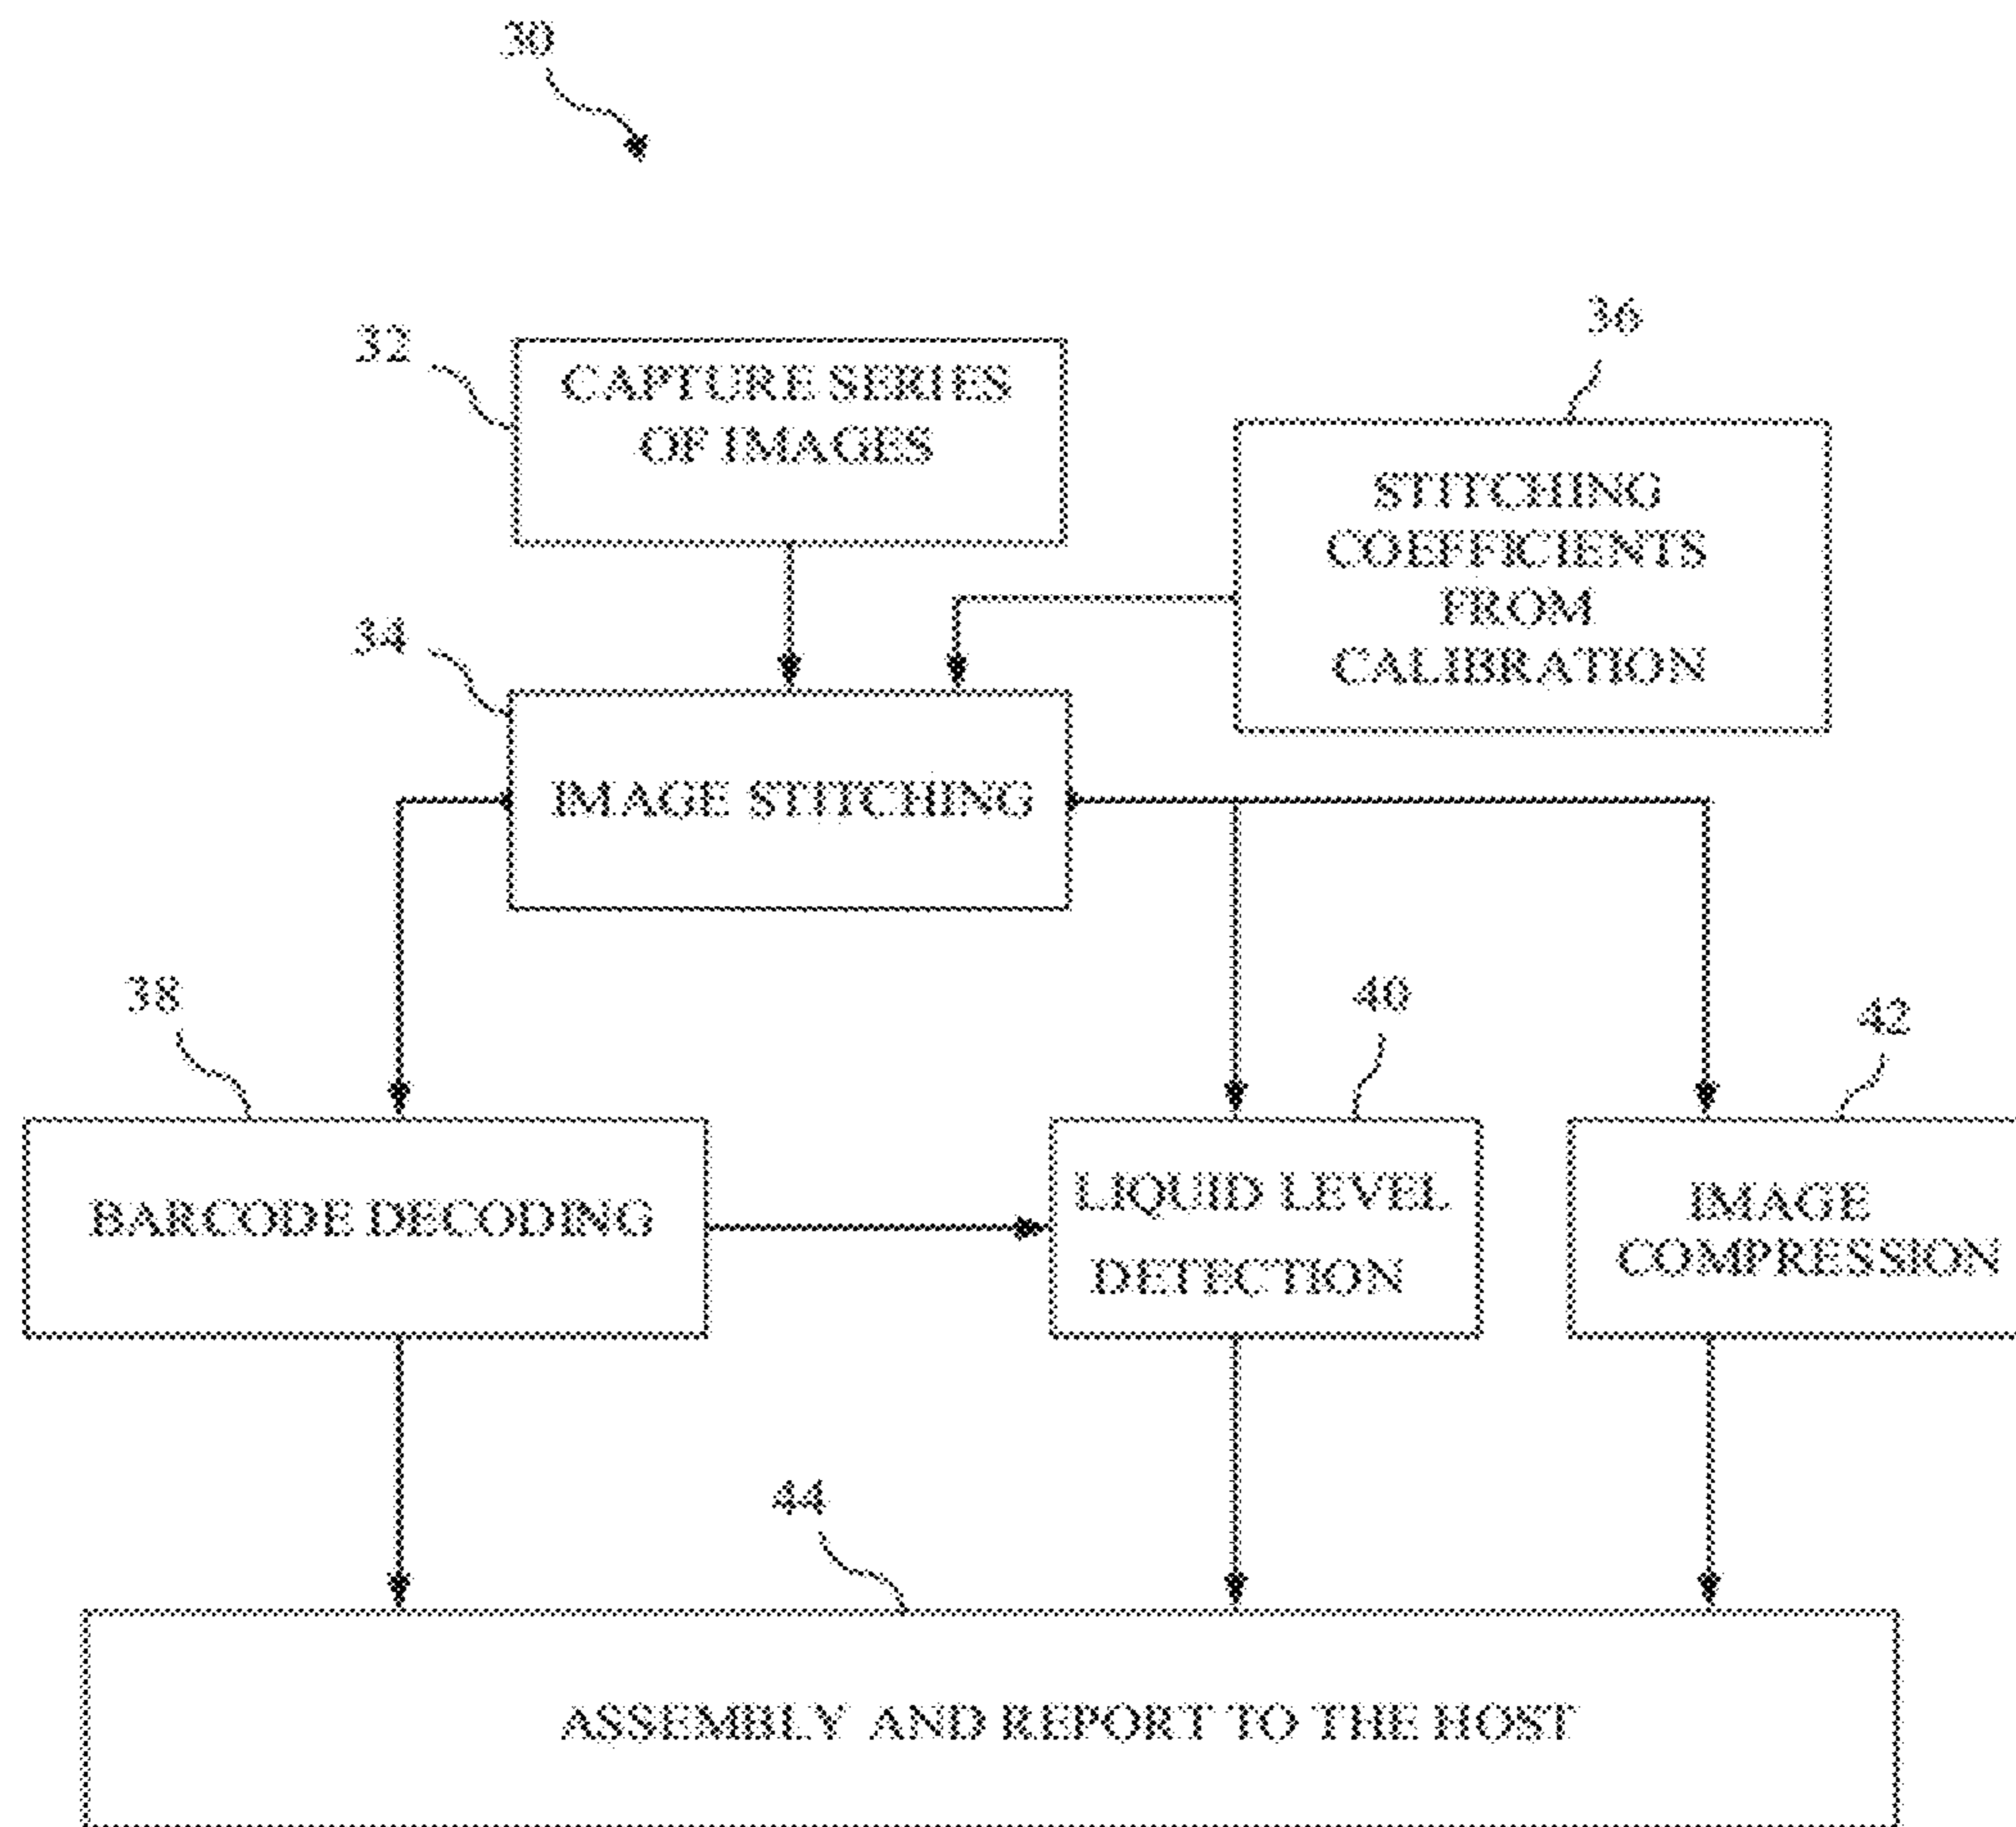 30
32
CAPTURE SERIES
OF IMAGES
36
STITCHING
COEFFICIENTS
FROM
CALIBRATION
34
IMAGE STITCHING
38
BARCODE DECODING
40
LIQUID LEVEL
DETECTION
42
IMAGE
COMPRESSION
44
ASSEMBLY AND REPORT TO THE HOST